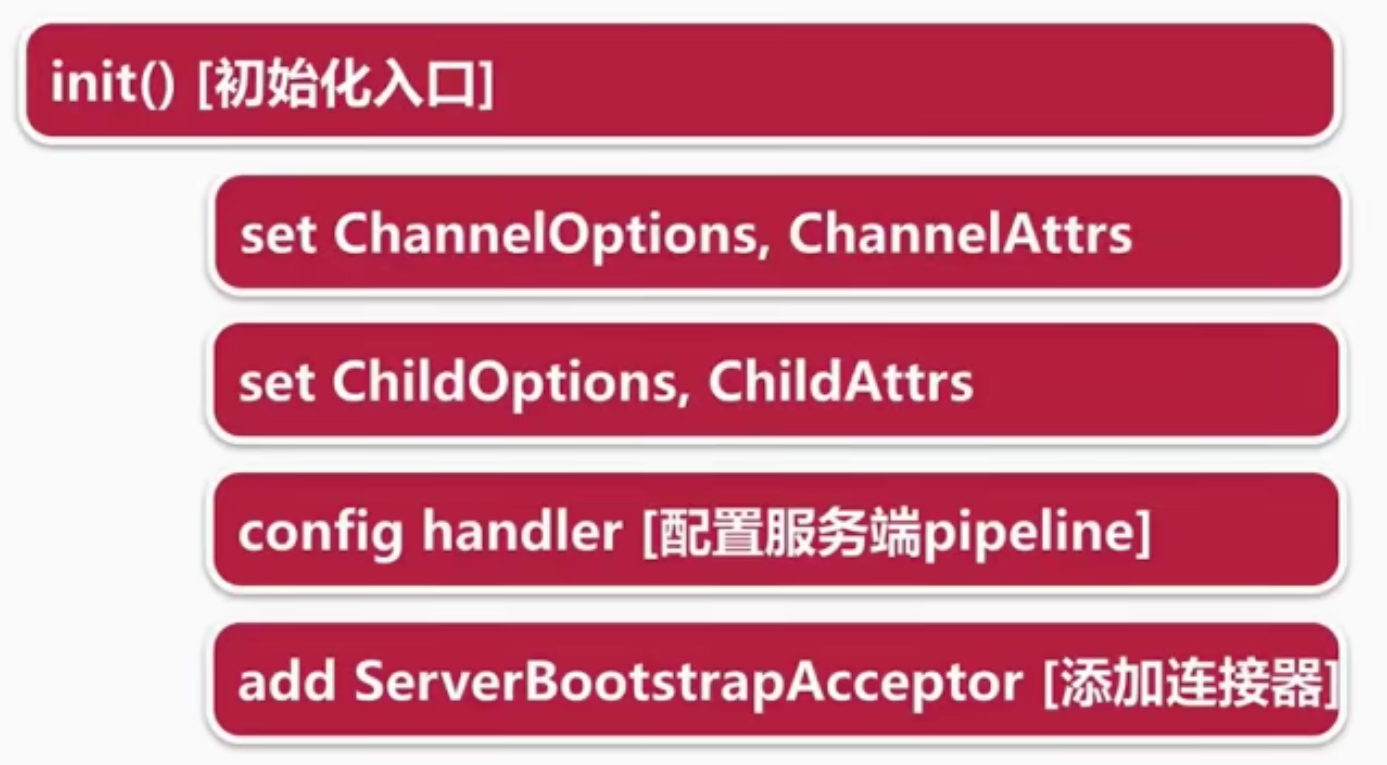 init() [初始化入口]
set ChannelOptions, ChannelAttrs
set ChildOptions, ChildAttrs
config handler [配置服务端pipeline]
add ServerBootstrapAcceptor [添加连接器]